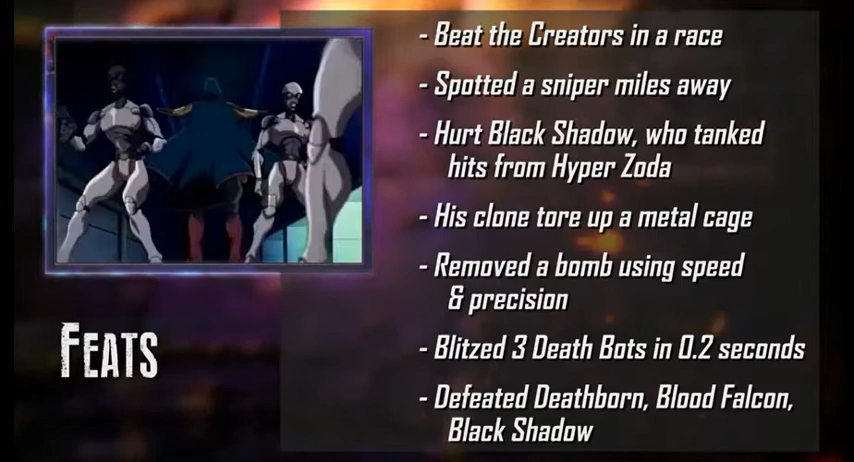 - Beat the Creators in a race
- Spotted a sniper miles away
- Hurt Black Shadow, who tanked
hits from Hyper Zoda
- His clone tore up a metal cage
- Removed a bomb using speed
& precision
- Blitzed 3 Death Bots in 0.2 seconds
- Defeated Deathborn, Blood Falcon,
Black Shadow
Feats